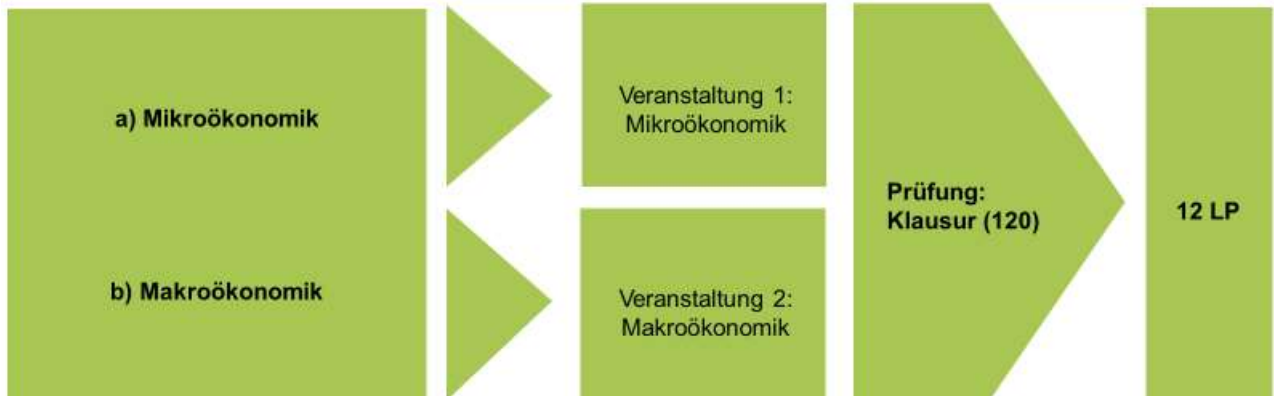 a) Mikroökonomik
b) Makroökonomik
Veranstaltung 1:
Mikroökonomik
Veranstaltung 2:
Makroökonomik
Prüfung:
Klausur (120)
12 LP